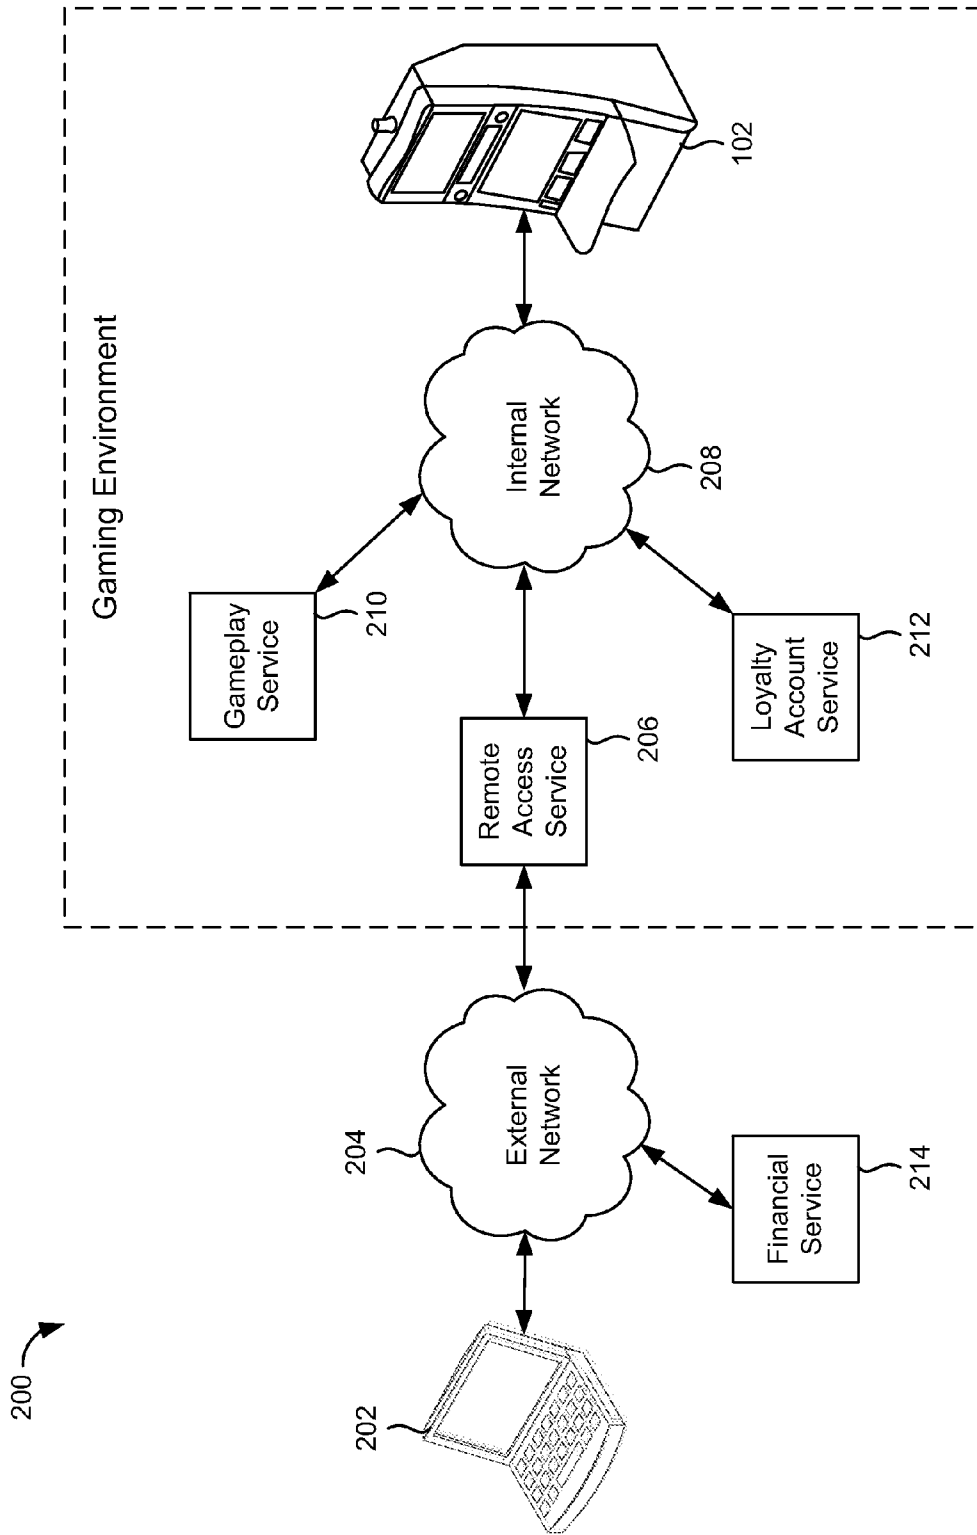 200
Gaming Environment
202
204
External
Network
Financial
Service
214
Remote
Access
Service
206
Gameplay
Service
210
Internal
Network
208
Loyalty
Account
Service
212
102